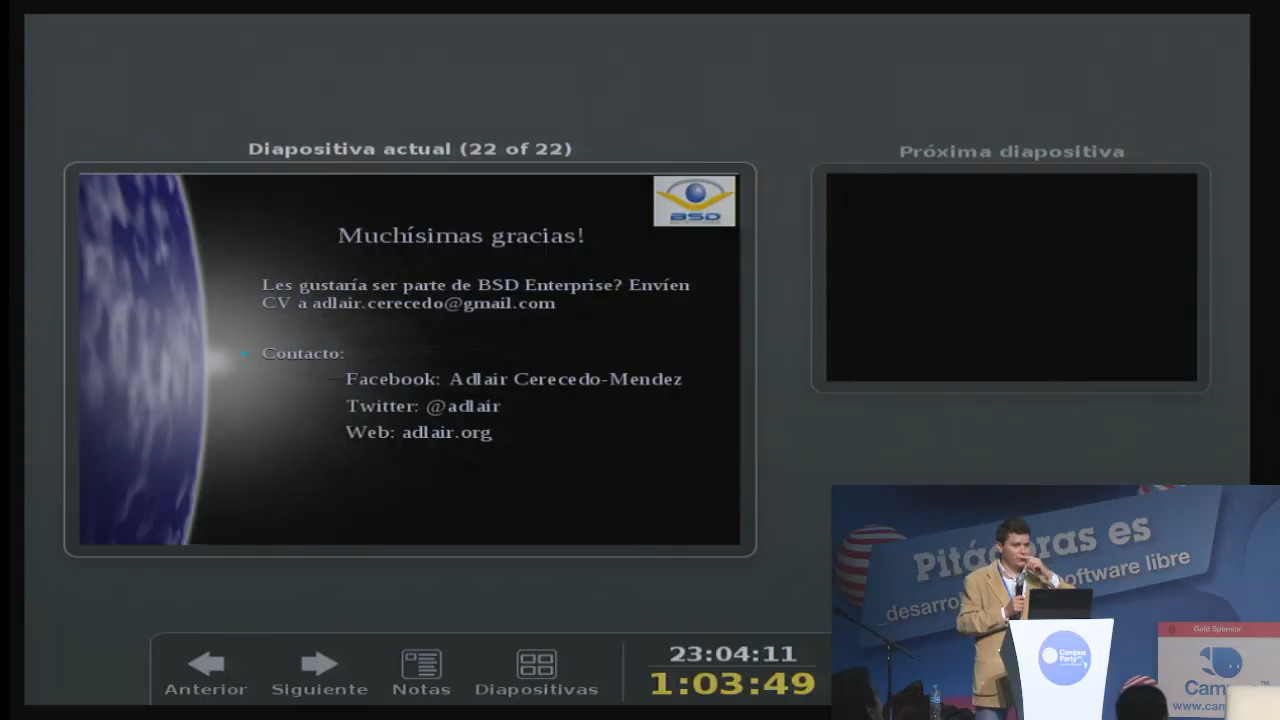 Diapositiva actual (22 of 22)
Próxima diapositiva
BSD
Muchísimas gracias!
Les gustaría ser parte de BSD Enterprise? Envíen
CV a adlair.cerecedo@gmail.com
Contacto:
Facebook: Adlair Cerecedo-Mendez
Twitter: @adlair
Web: adlair.org
Anterior
Siguiente
Notas
Diapositivas
23:04:11
1:03:49
es
software libre
Campus
Party
Gold Sponsor
www.cam